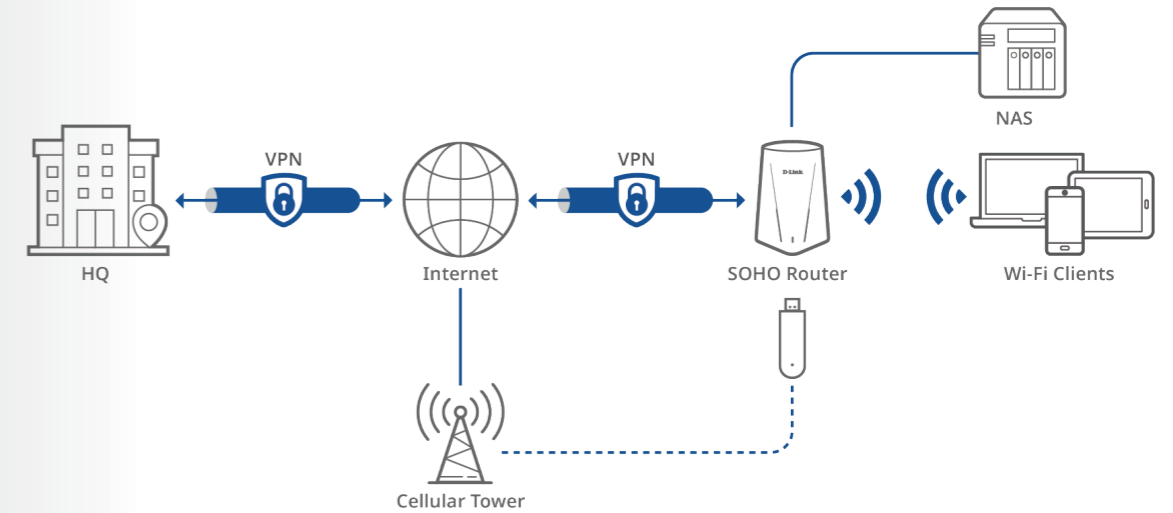 NAS
VPN
VPN
D-Link
HQ
Internet
SOHO Router
Wi-Fi Clients
Cellular Tower